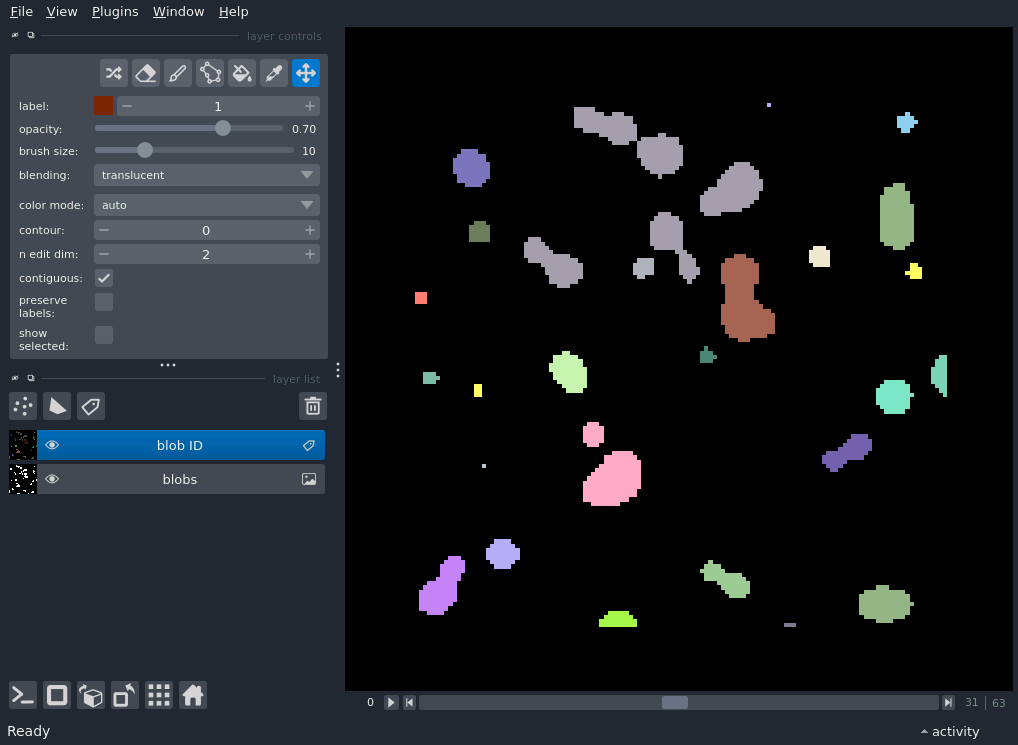 File View Plugins Window Help
layer controls
label: 1
opacity: 0.70
brush size: 10
blending: translucent
color mode: auto
contour: 0
n edit dim: 2
contiguous:
preserve
labels:
show
selected:
layer list
blob ID
blobs
0 31 | 63
Ready activity